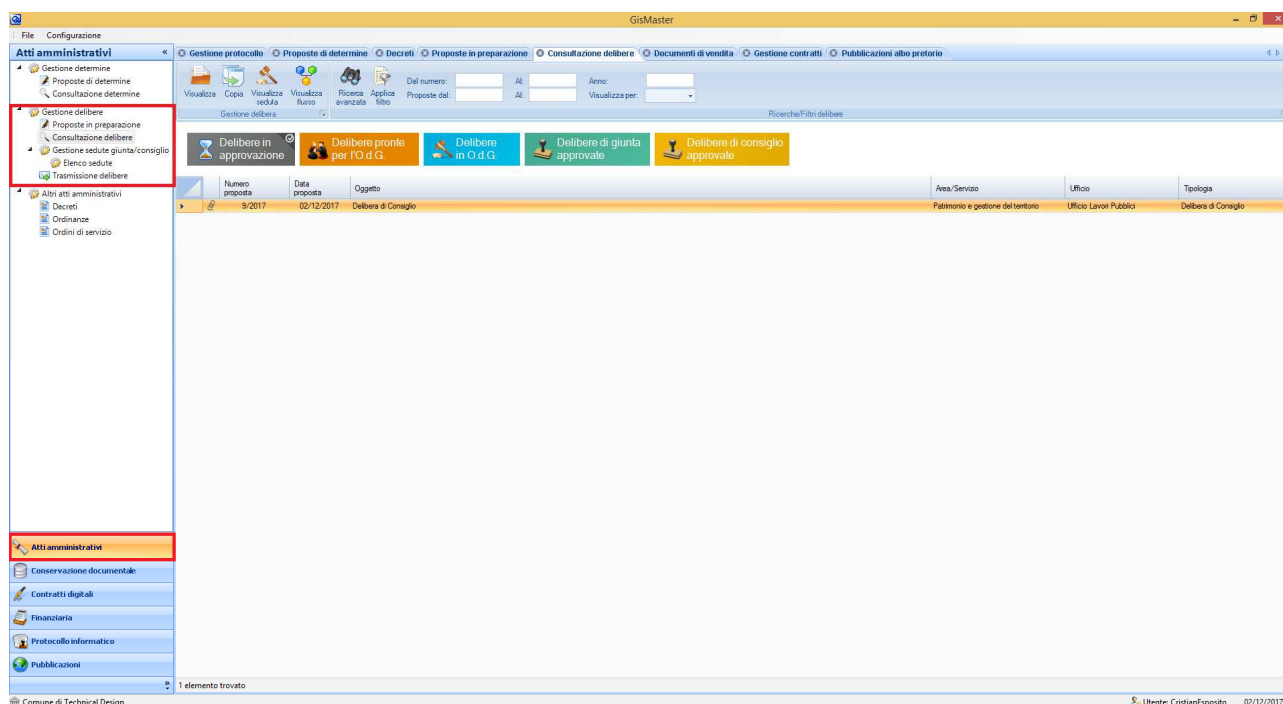 GisMaster
File Configurazione
Atti amministrativi «
Gestione determine
Proposte di determine
Consultazione determine
Gestione delibere
Proposte in preparazione
Consultazione delibere
Gestione sedute giunta/consiglio
Elenco sedute
Trasmissione delibere
Altri atti amministrativi
Decreti
Ordinanze
Ordini di servizio
Atti amministrativi
Conservazione documentale
Contratti digitali
Finanziaria
Protocollo informatico
Pubblicazioni
Gestione protocollo Proposte di determine Decreti Proposte in preparazione Consultazione delibere Documenti di vendita Gestione contratti Pubblicazioni albo pretorio
Visualizza Copia Visualizza seduta Visualizza flusso Ricerca avanzata Applica filtro
Dal numero: Al: Anno:
Proposte dal: Al: Visualizza per:
Gestione delibera Ricerche/Filtri delibere
Delibere in approvazione
Delibere pronte per l'O.d.G.
Delibere in O.d.G.
Delibere di giunta approvate
Delibere di consiglio approvate
Numero proposta Data proposta Oggetto Area/Servizio Ufficio Tipologia
9/2017 02/12/2017 Delibera di Consiglio Patrimonio e gestione del territorio Ufficio Lavori Pubblici Delibera di Consiglio
1 elemento trovato
Comune di Technical Design Utente: CristianEsposito 02/12/2017